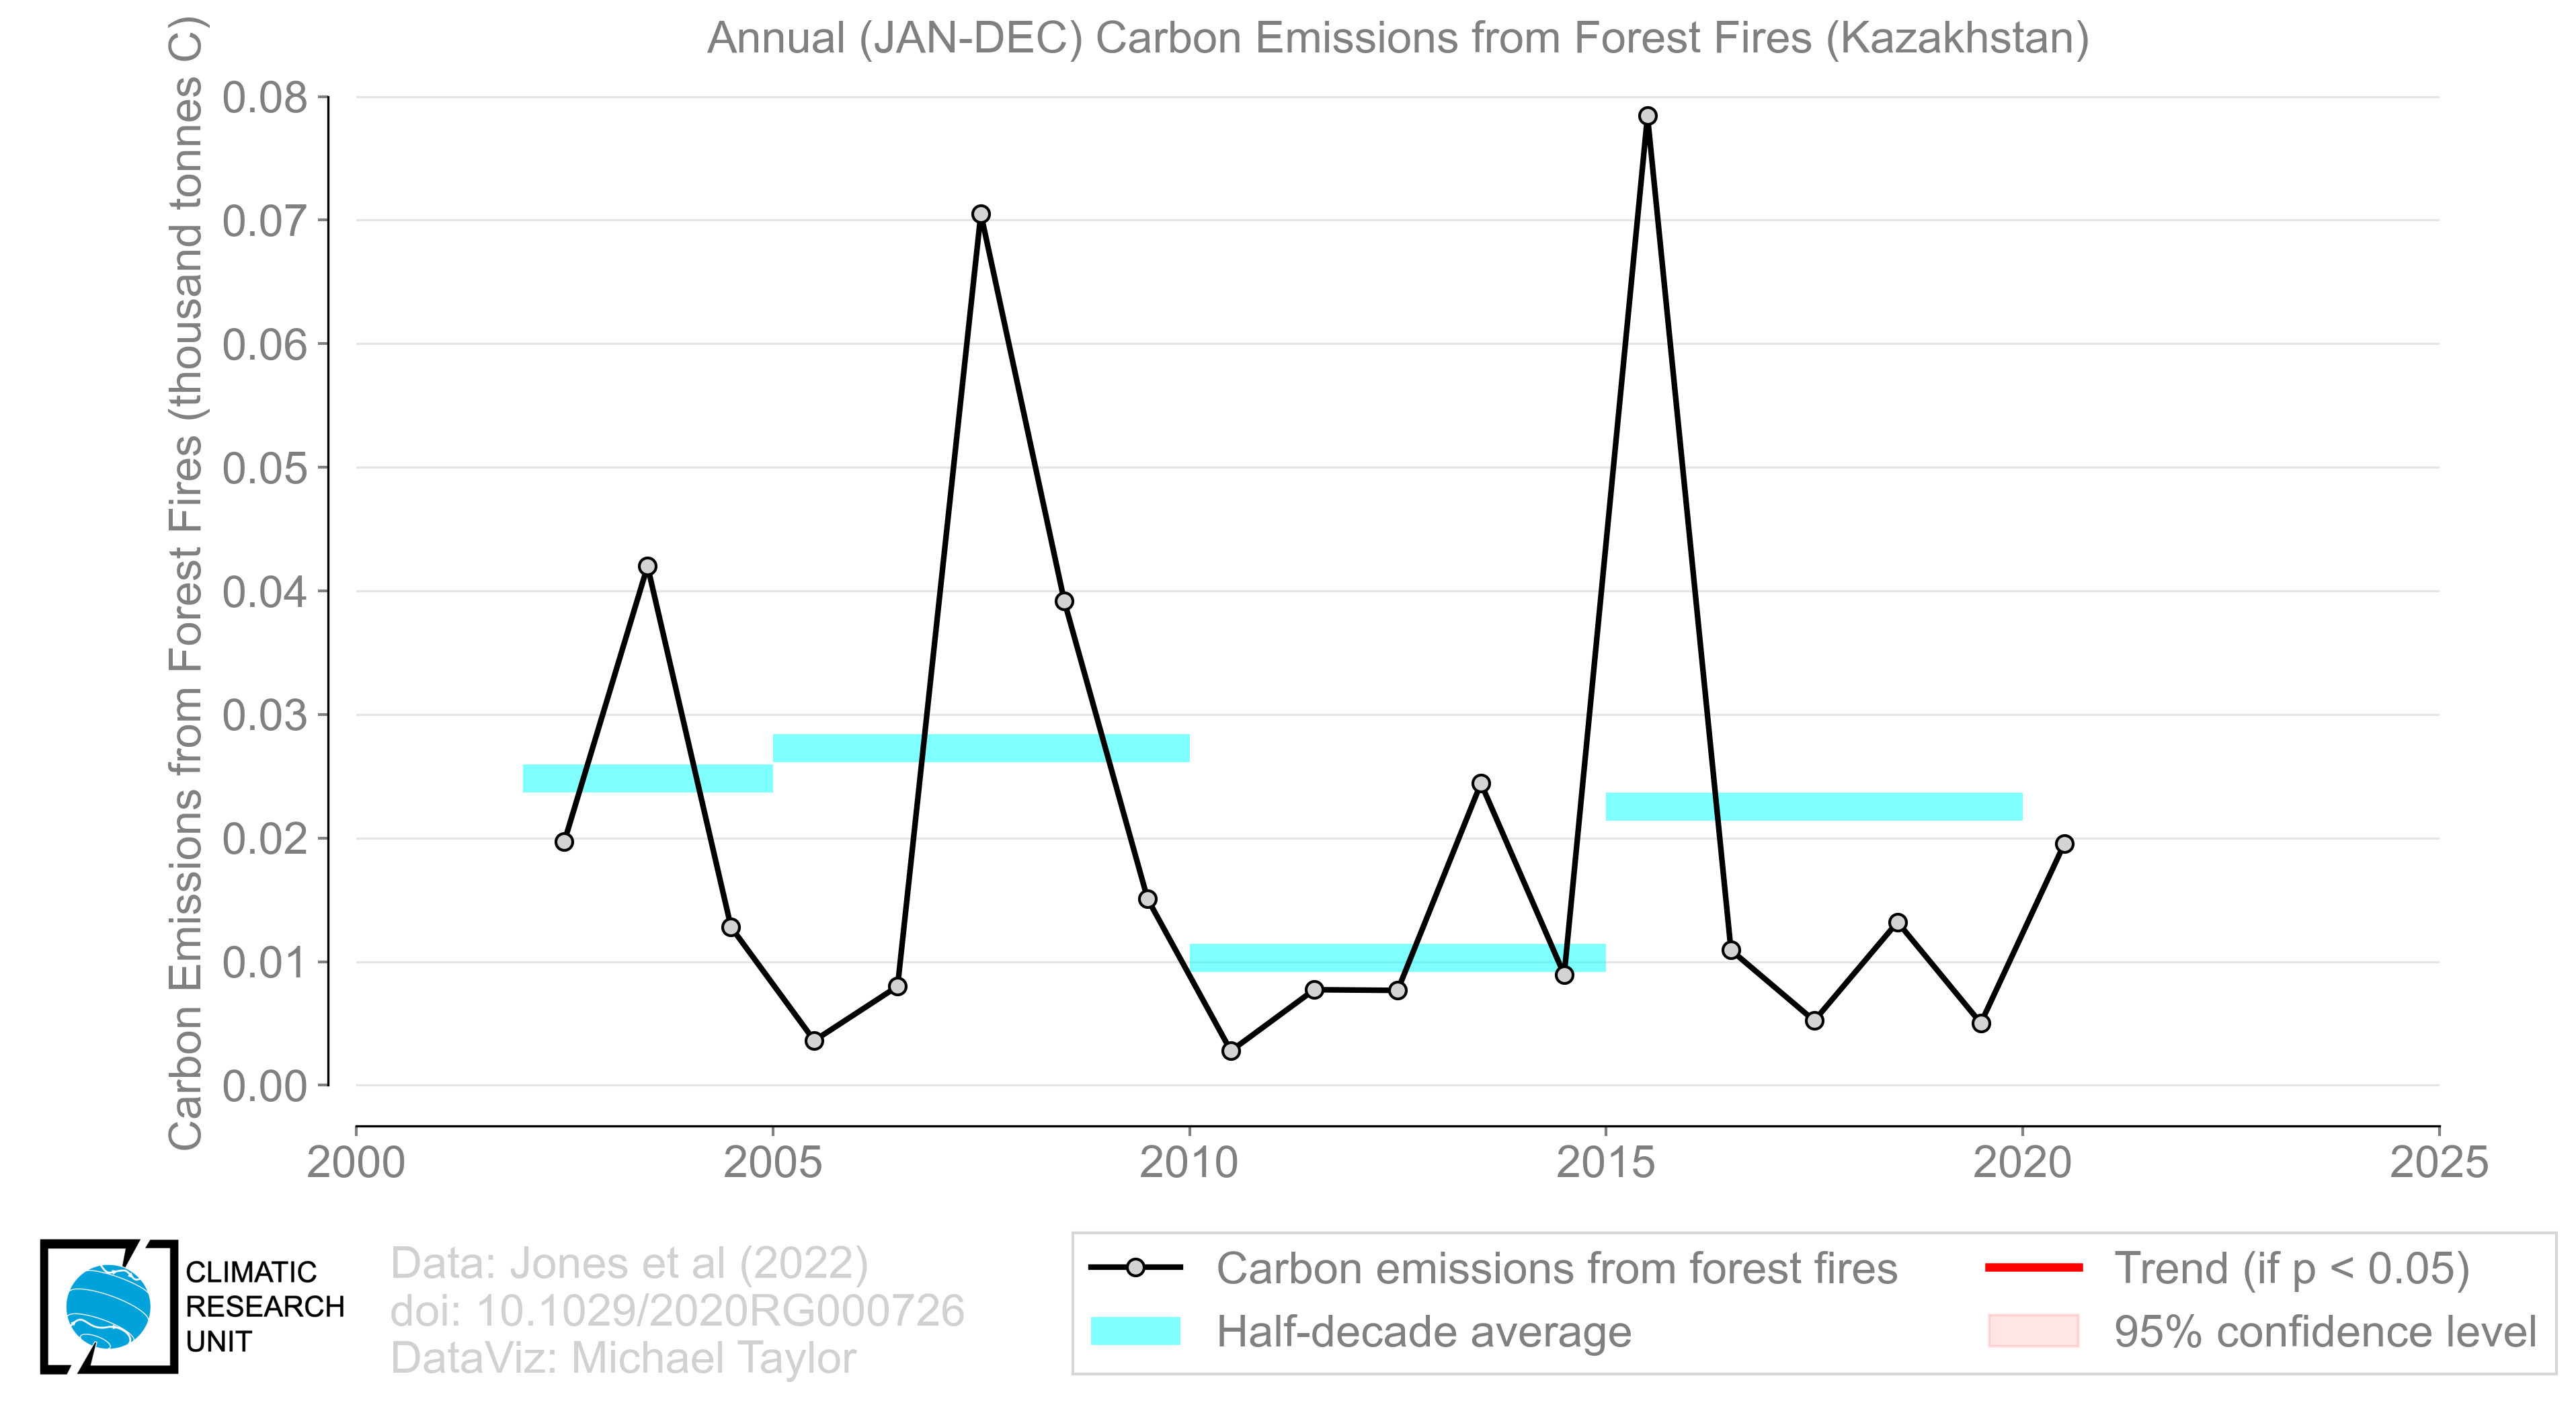 Annual (JAN-DEC) Carbon Emissions from Forest Fires (Kazakhstan)
Carbon Emissions from Forest Fires (thousand tonnes C)
0.08
0.07
0.06
0.05
0.04
0.03
0.02
0.01
0.00
2000
2005
2010
2015
2020
2025
CLIMATIC
RESEARCH
UNIT
Data: Jones et al (2022)
doi: 10.1029/2020RG000726
DataViz: Michael Taylor
Carbon emissions from forest fires
Half-decade average
Trend (if p < 0.05)
95% confidence level